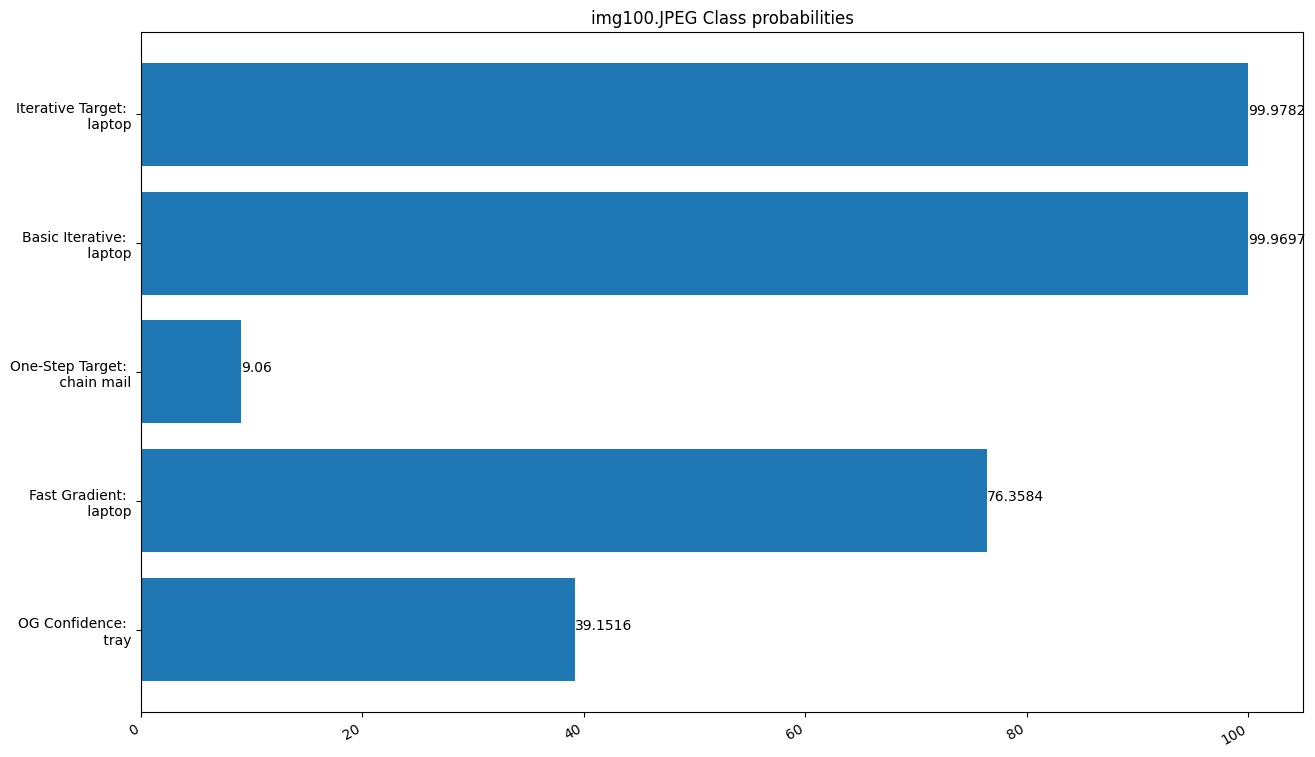 img100.JPEG Class probabilities
Iterative Target:
laptop
99.9782
Basic Iterative:
laptop
99.9697
One-Step Target:
chain mail
9.06
Fast Gradient:
laptop
76.3584
OG Confidence:
tray
39.1516
0
20
40
60
80
100